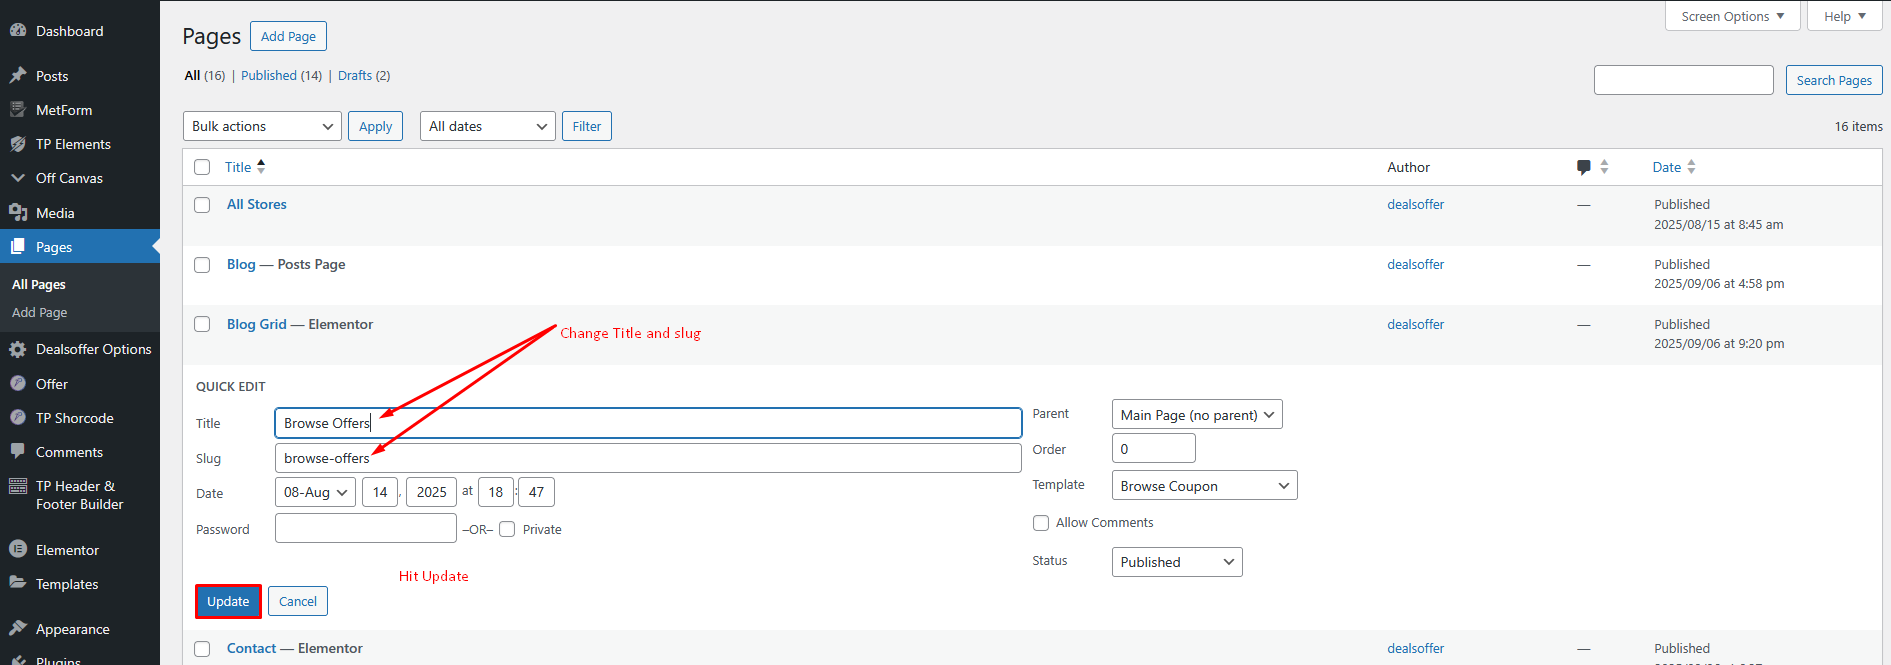 Dashboard
Posts
MetForm
TP Elements
Off Canvas
Media
Pages
All Pages
Add Page
Dealsoffer Options
Offer
TP Shorcode
Comments
TP Header &
Footer Builder
Elementor
Templates
Appearance
Plugins
Pages Add Page
Screen Options Help
All (16) | Published (14) | Drafts (2)
Search Pages
Bulk actions Apply All dates Filter
16 items
Title Author Date
All Stores dealsoffer — Published
2025/08/15 at 8:45 am
Blog — Posts Page dealsoffer — Published
2025/09/06 at 4:58 pm
Blog Grid — Elementor dealsoffer — Published
2025/09/06 at 9:20 pm
Change Title and slug
QUICK EDIT
Title Browse Offers
Slug browse-offers
Date 08-Aug 14, 2025 at 18:47
Password –OR– Private
Parent Main Page (no parent)
Order 0
Template Browse Coupon
Allow Comments
Status Published
Hit Update
Update Cancel
Contact — Elementor dealsoffer — Published